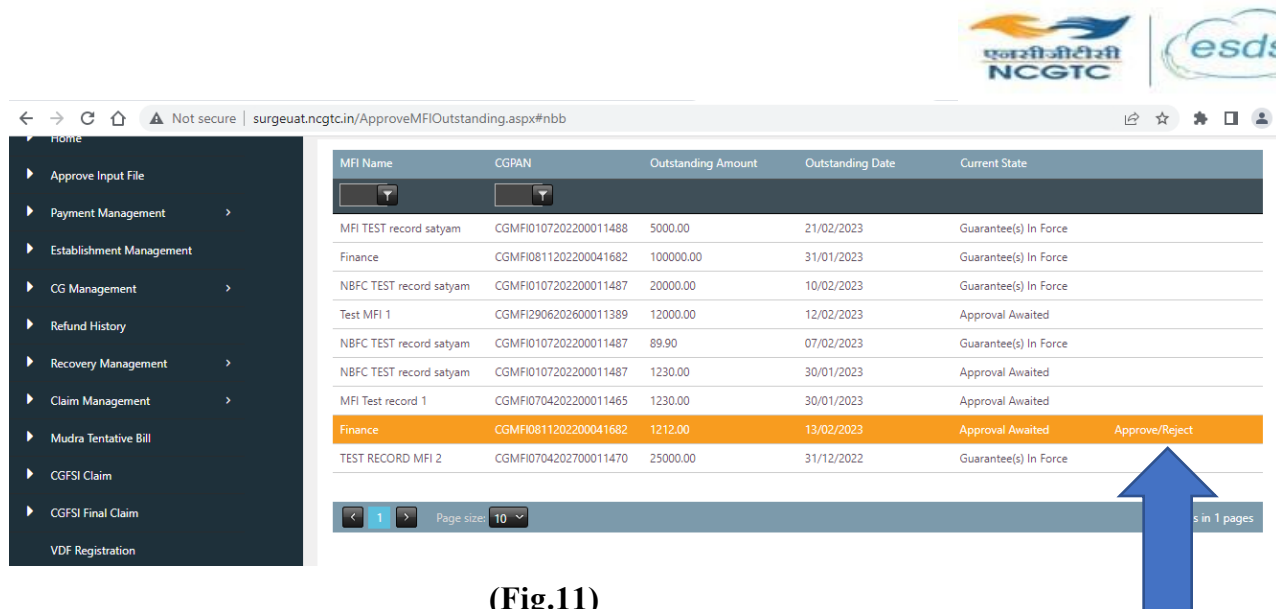 एनसीजीटीसी
NCGTC
esds
Not secure surgeuat.ncgtc.in/ApproveMFIOutstanding.aspx#nbb
Home
Approve Input File
Payment Management
Establishment Management
CG Management
Refund History
Recovery Management
Claim Management
Mudra Tentative Bill
CGFSI Claim
CGFSI Final Claim
VDF Registration
MFI Name CGPAN Outstanding Amount Outstanding Date Current State
MFI TEST record satyam CGMFI0107202200011488 5000.00 21/02/2023 Guarantee(s) In Force
Finance CGMFI0811202200041682 100000.00 31/01/2023 Guarantee(s) In Force
NBFC TEST record satyam CGMFI0107202200011487 20000.00 10/02/2023 Guarantee(s) In Force
Test MFI 1 CGMFI2906202600011389 12000.00 12/02/2023 Approval Awaited
NBFC TEST record satyam CGMFI0107202200011487 89.90 07/02/2023 Guarantee(s) In Force
NBFC TEST record satyam CGMFI0107202200011487 1230.00 30/01/2023 Approval Awaited
MFI Test record 1 CGMFI0704202200011465 1230.00 30/01/2023 Approval Awaited
Finance CGMFI0811202200041682 1212.00 13/02/2023 Approval Awaited Approve/Reject
TEST RECORD MFI 2 CGMFI0704202700011470 25000.00 31/12/2022 Guarantee(s) In Force
1 Page size: 10 s in 1 pages
(Fig.11)